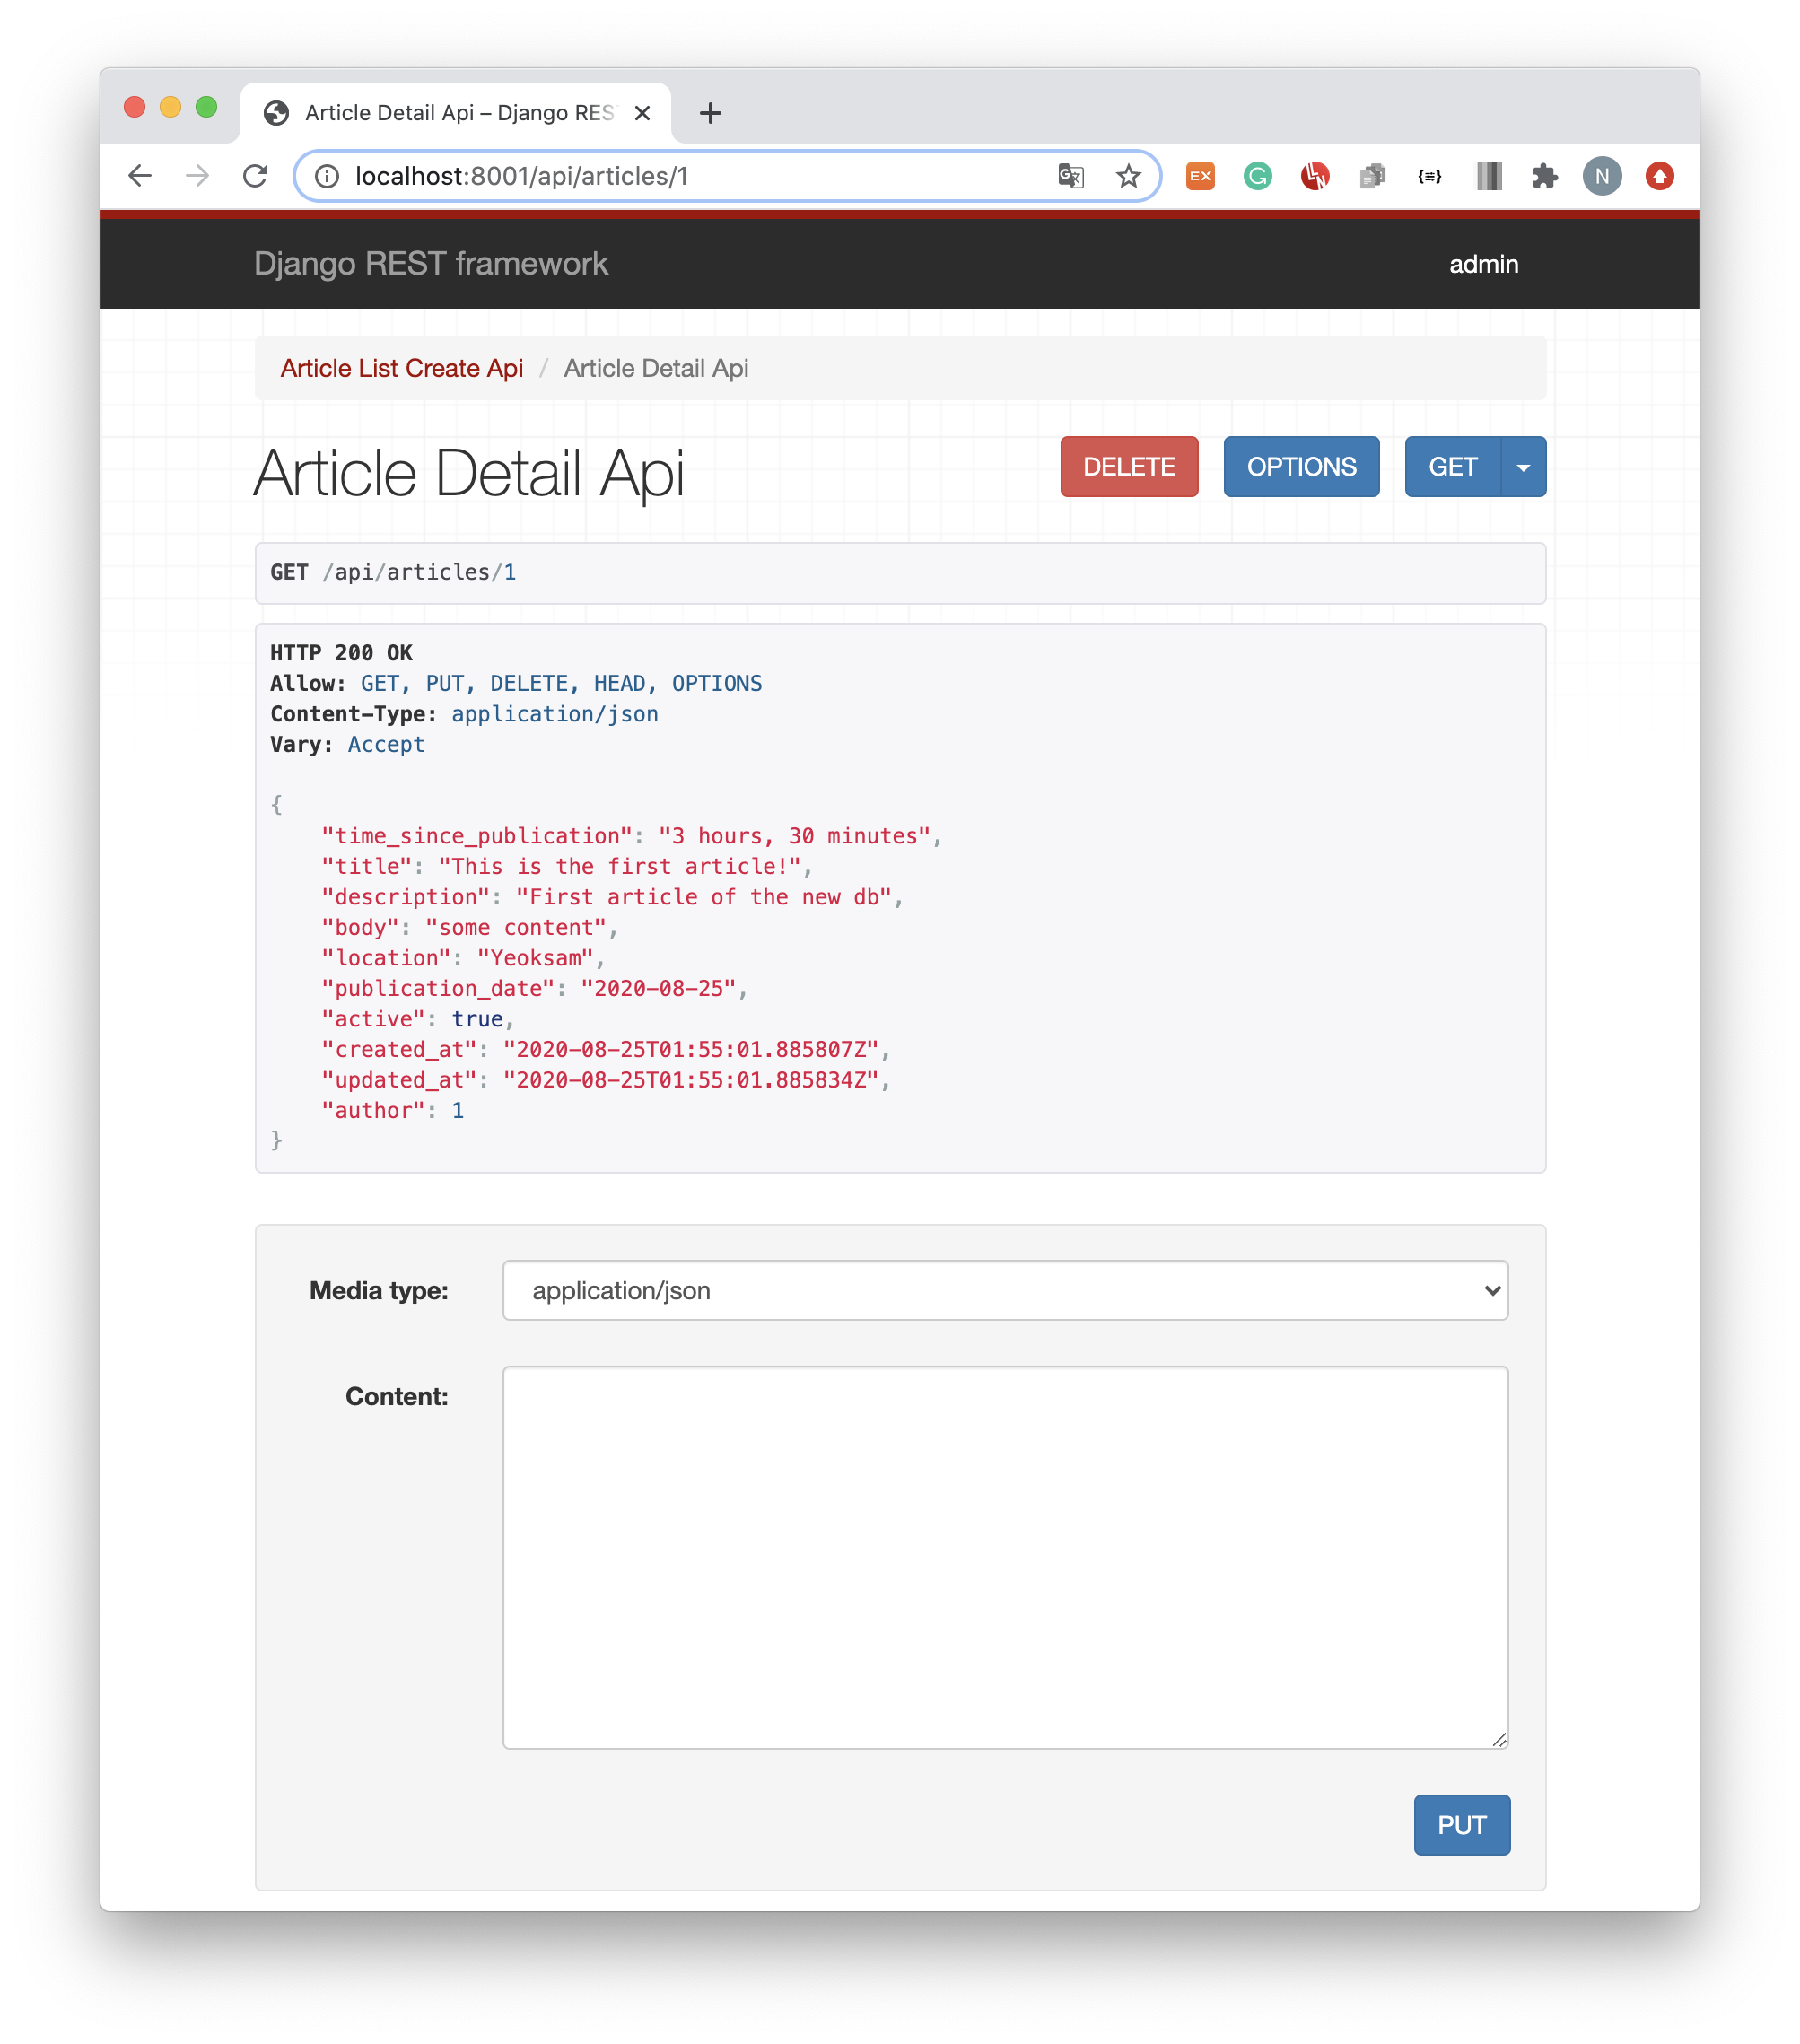 Article Detail Api – Django RES
localhost:8001/api/articles/1
EX
G
LN
{≡}
N
Django REST framework
admin
Article List Create Api / Article Detail Api
Article Detail Api
DELETE
OPTIONS
GET
GET /api/articles/1
HTTP 200 OK
Allow: GET, PUT, DELETE, HEAD, OPTIONS
Content-Type: application/json
Vary: Accept
{
    "time_since_publication": "3 hours, 30 minutes",
    "title": "This is the first article!",
    "description": "First article of the new db",
    "body": "some content",
    "location": "Yeoksam",
    "publication_date": "2020-08-25",
    "active": true,
    "created_at": "2020-08-25T01:55:01.885807Z",
    "updated_at": "2020-08-25T01:55:01.885834Z",
    "author": 1
}
Media type:
application/json
Content:
PUT